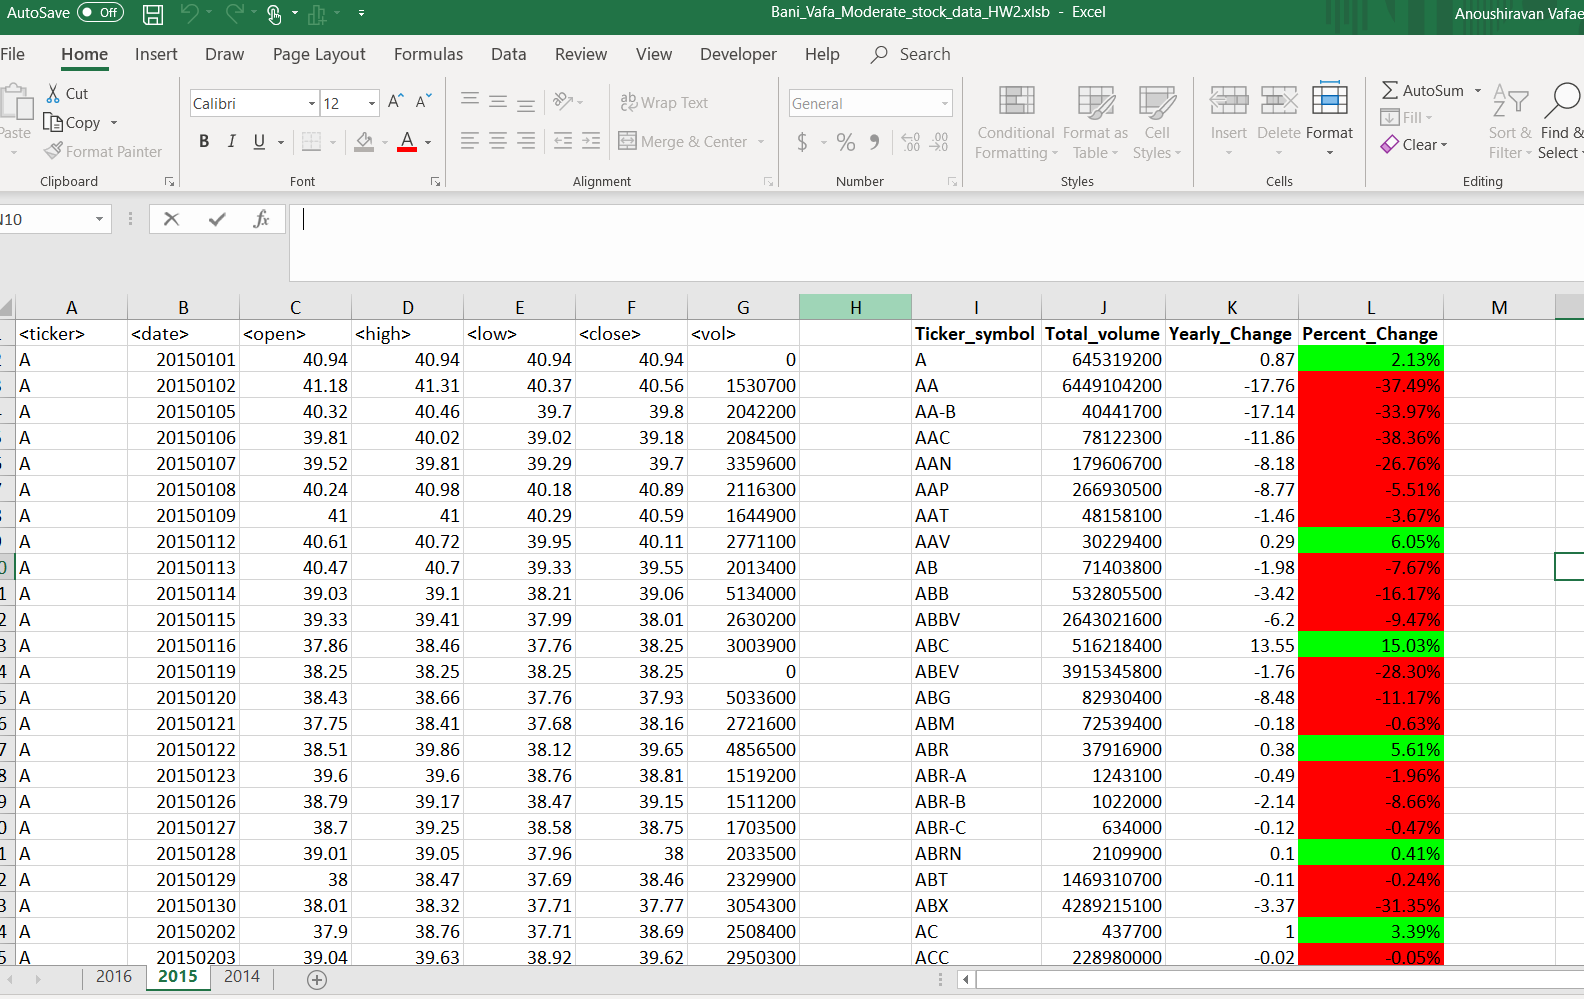 AutoSave Off Bani_Vafa_Moderate_stock_data_HW2.xlsb - Excel Anoushiravan Vafae
File Home Insert Draw Page Layout Formulas Data Review View Developer Help Search
Paste
Cut
Copy
Format Painter
Clipboard
Calibri 12 A A
B I U A
Font
ab Wrap Text
Merge & Center
Alignment
General
$ % 9 .00 .00
Number
Conditional Formatting
Format as Table
Cell Styles
Styles
Insert Delete Format
Cells
AutoSum
Fill
Clear
Sort & Filter
Find & Select
Editing
10 fx
A B C D E F G H I J K L M
<ticker> <date> <open> <high> <low> <close> <vol> Ticker_symbol Total_volume Yearly_Change Percent_Change
A 20150101 40.94 40.94 40.94 40.94 0 A 645319200 0.87 2.13%
A 20150102 41.18 41.31 40.37 40.56 1530700 AA 6449104200 -17.76 -37.49%
A 20150105 40.32 40.46 39.7 39.8 2042200 AA-B 40441700 -17.14 -33.97%
A 20150106 39.81 40.02 39.02 39.18 2084500 AAC 78122300 -11.86 -38.36%
A 20150107 39.52 39.81 39.29 39.7 3359600 AAN 179606700 -8.18 -26.76%
A 20150108 40.24 40.98 40.18 40.89 2116300 AAP 266930500 -8.77 -5.51%
A 20150109 41 41 40.29 40.59 1644900 AAT 48158100 -1.46 -3.67%
A 20150112 40.61 40.72 39.95 40.11 2771100 AAV 30229400 0.29 6.05%
A 20150113 40.47 40.7 39.33 39.55 2013400 AB 71403800 -1.98 -7.67%
A 20150114 39.03 39.1 38.21 39.06 5134000 ABB 532805500 -3.42 -16.17%
A 20150115 39.33 39.41 37.99 38.01 2630200 ABBV 2643021600 -6.2 -9.47%
A 20150116 37.86 38.46 37.76 38.25 3003900 ABC 516218400 13.55 15.03%
A 20150119 38.25 38.25 38.25 38.25 0 ABEV 3915345800 -1.76 -28.30%
A 20150120 38.43 38.66 37.76 37.93 5033600 ABG 82930400 -8.48 -11.17%
A 20150121 37.75 38.41 37.68 38.16 2721600 ABM 72539400 -0.18 -0.63%
A 20150122 38.51 39.86 38.12 39.65 4856500 ABR 37916900 0.38 5.61%
A 20150123 39.6 39.6 38.76 38.81 1519200 ABR-A 1243100 -0.49 -1.96%
A 20150126 38.79 39.17 38.47 39.15 1511200 ABR-B 1022000 -2.14 -8.66%
A 20150127 38.7 39.25 38.58 38.75 1703500 ABR-C 634000 -0.12 -0.47%
A 20150128 39.01 39.05 37.96 38 2033500 ABRN 2109900 0.1 0.41%
A 20150129 38 38.47 37.69 38.46 2329900 ABT 1469310700 -0.11 -0.24%
A 20150130 38.01 38.32 37.71 37.77 3054300 ABX 4289215100 -3.37 -31.35%
A 20150202 37.9 38.76 37.71 38.69 2508400 AC 437700 1 3.39%
A 20150203 39.04 39.63 38.92 39.62 2950300 ACC 228980000 -0.02 -0.05%
2016 2015 2014